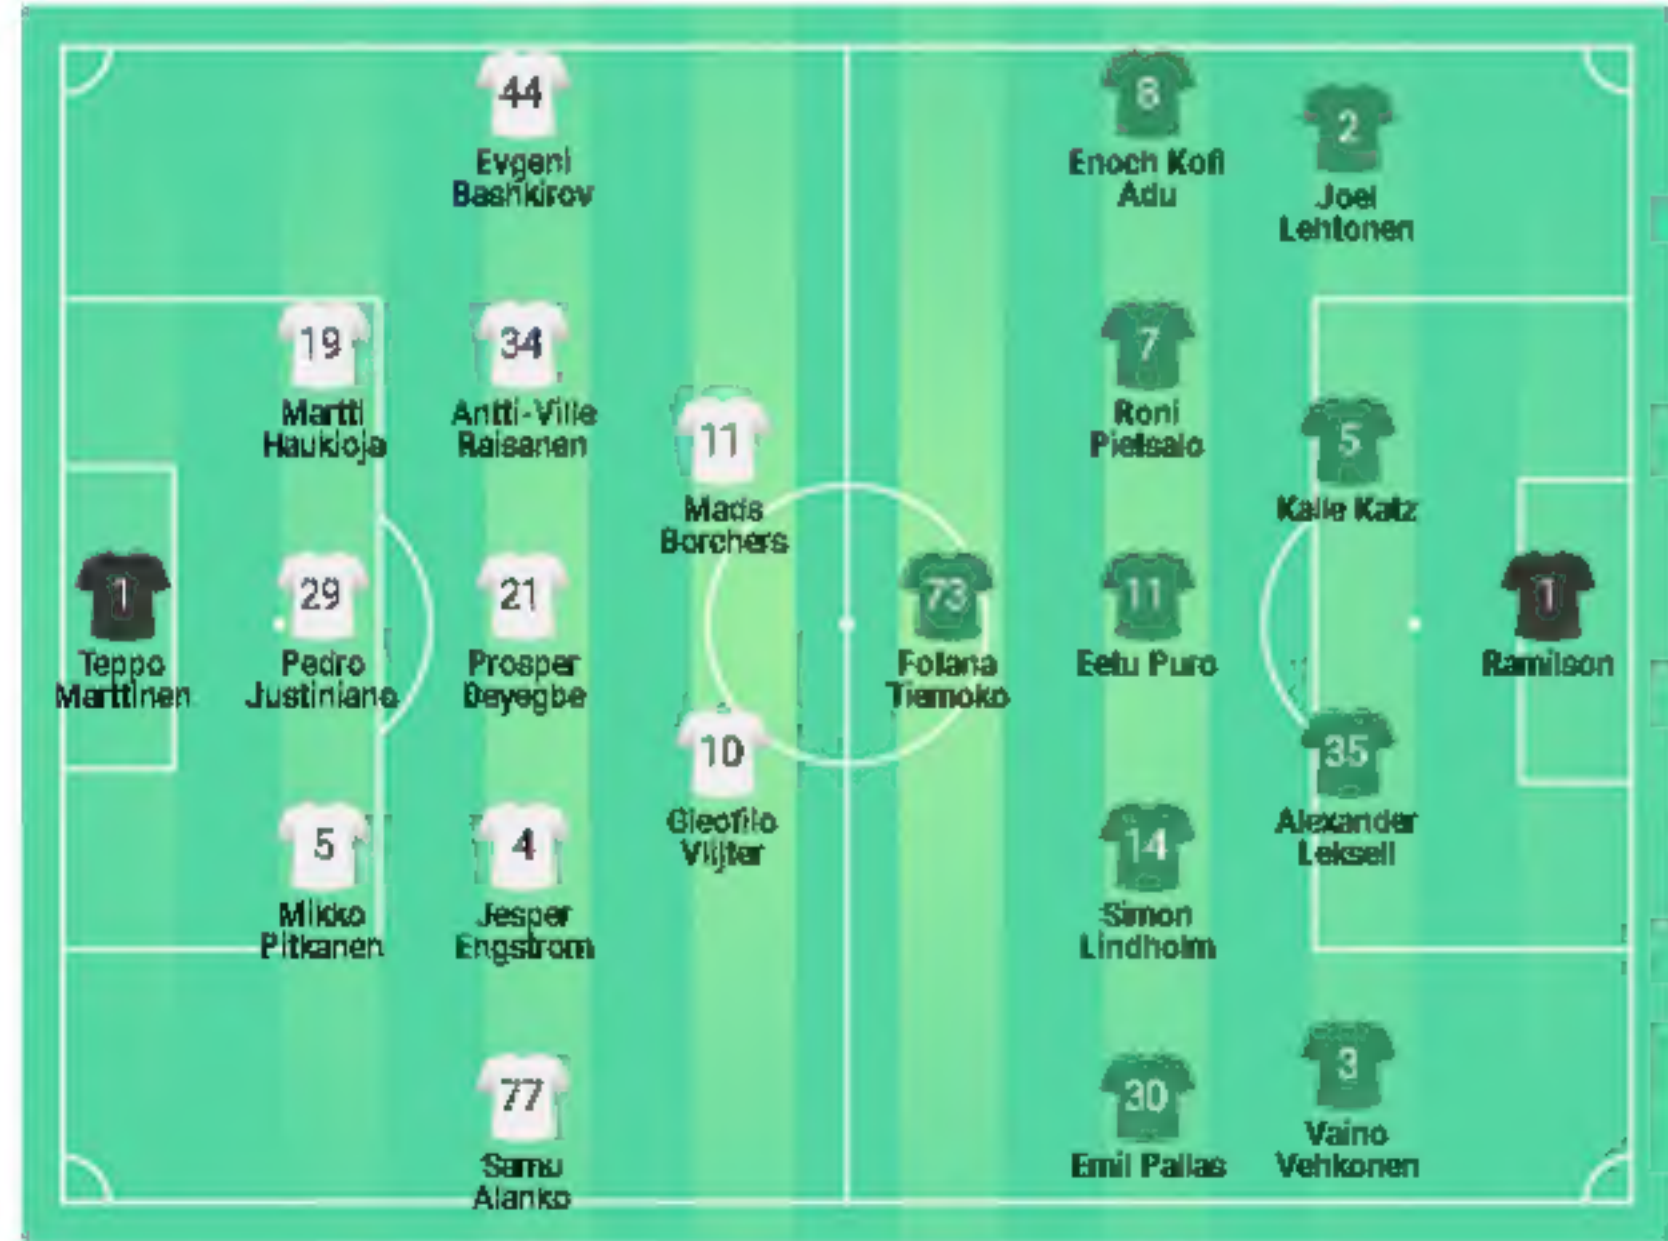 44
Evgeni
Bashkirov
19
Martti
Haukioja
34
Antti-Ville
Raisanen
11
Mads
Borchers
1
Teppo
Marttinen
29
Pedro
Justiniano
21
Prosper
Deyegbe
10
Gleofilo
Vlijter
5
Mikko
Pitkanen
4
Jesper
Engstrom
77
Samu
Alanko
8
Enoch Kofi
Adu
2
Joel
Lehtonen
7
Roni
Pietsalo
5
Kalle Katz
73
Folana
Tiemoko
11
Eetu Puro
1
Ramilson
35
Alexander
Leksell
14
Simon
Lindholm
30
Emil Pallas
3
Vaino
Vehkonen